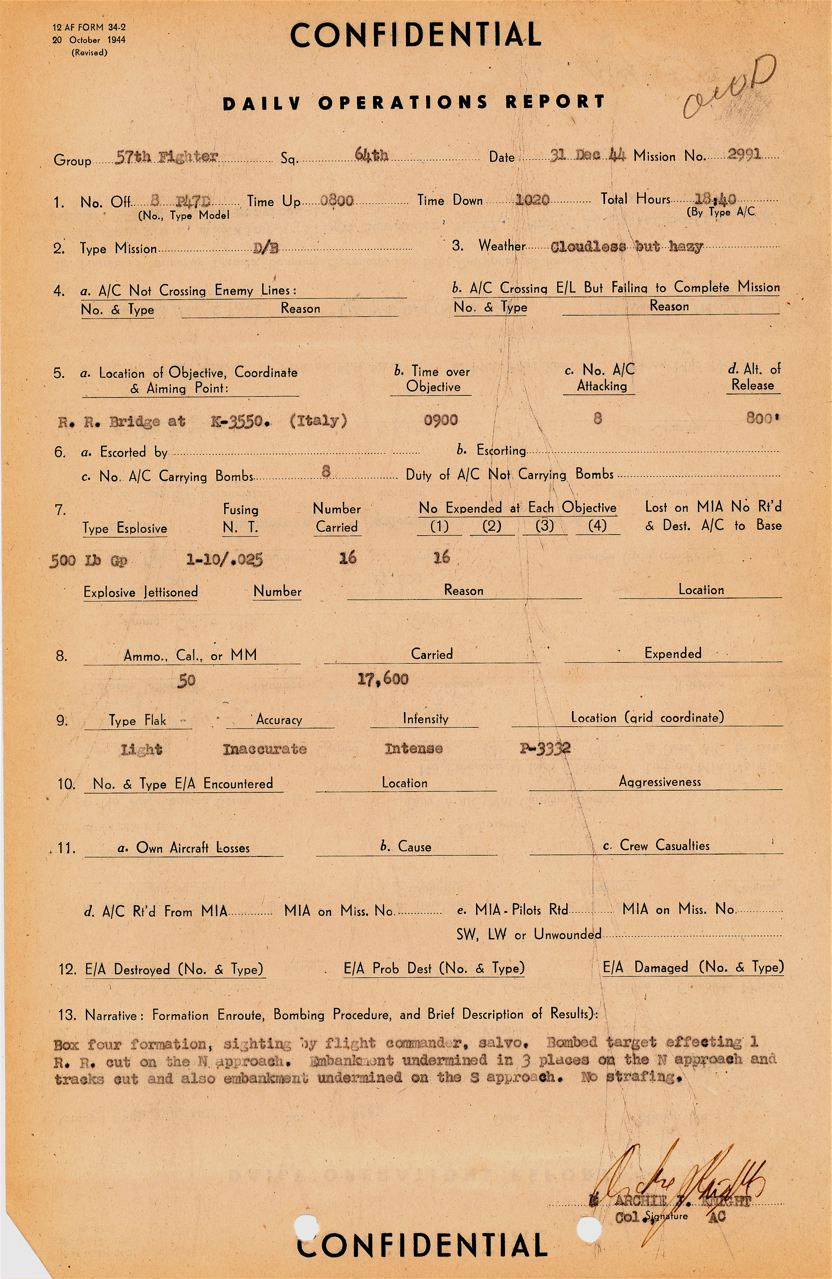 12 AF FORM 34-2
20 October 1944
(Revised)
CONFIDENTIAL
DAILY OPERATIONS REPORT
Group 57th Fighter Sq. 64th Date 31 Dec 44 Mission No. 2991
1. No. Off 8 P47D Time Up 0800 Time Down 1020 Total Hours 18:40
(No., Type Model (By Type A/C
2. Type Mission D/B 3. Weather Cloudless but hazy
4. a. A/C Not Crossing Enemy Lines: b. A/C Crossing E/L But Failing to Complete Mission
No. & Type Reason No. & Type Reason
5. a. Location of Objective, Coordinate b. Time over c. No. A/C d. Alt. of
& Aiming Point: Objective Attacking Release
R. R. Bridge at K-3550. (Italy) 0900 8 800'
6. a. Escorted by b. Escorting
c. No. A/C Carrying Bombs 8 Duty of A/C Not Carrying Bombs
7. Fusing Number No Expended at Each Objective Lost on MIA No Rt'd
Type Explosive N. T. Carried (1) (2) (3) (4) & Dest. A/C to Base
500 Lb Gp 1-10/.025 16 16
Explosive Jettisoned Number Reason Location
8. Ammo., Cal., or MM Carried Expended
50 17,600
9. Type Flak Accuracy Intensity Location (grid coordinate)
Light Inaccurate Intense P-3332
10. No. & Type E/A Encountered Location Aggressiveness
11. a. Own Aircraft Losses b. Cause c. Crew Casualties
d. A/C Rt'd From MIA MIA on Miss. No. e. MIA-Pilots Rtd MIA on Miss. No.
SW, LW or Unwounded
12. E/A Destroyed (No. & Type) E/A Prob Dest (No. & Type) E/A Damaged (No. & Type)
13. Narrative: Formation Enroute, Bombing Procedure, and Brief Description of Results):
Box four formation, sighting by flight commander, salvo. Bombed target effecting 1
R. R. cut on the N approach. Embankment undermined in 3 places on the N approach and
tracks cut and also embankment undermined on the S approach. No strafing.
ARCHIE J. KNIGHT
Col., Signature AC
CONFIDENTIAL